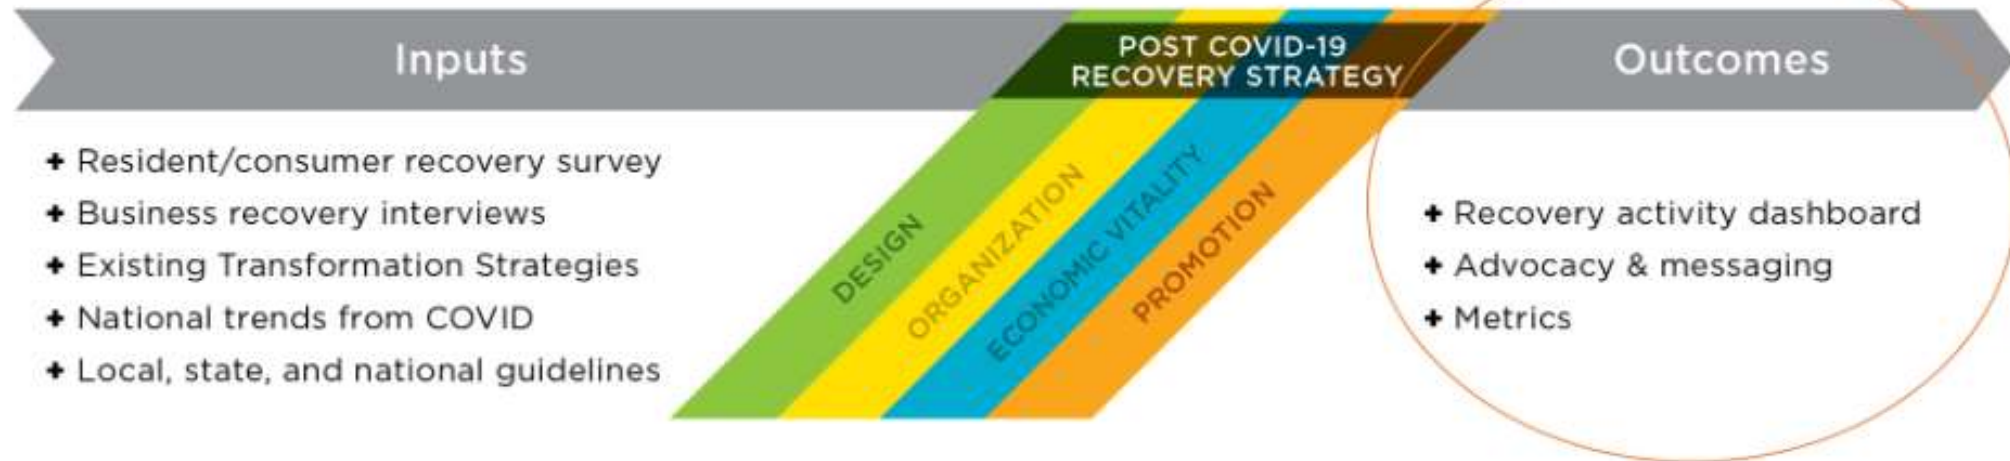 Inputs
POST COVID-19
RECOVERY STRATEGY
Outcomes
+ Resident/consumer recovery survey
+ Business recovery interviews
+ Existing Transformation Strategies
+ National trends from COVID
+ Local, state, and national guidelines
DESIGN
ORGANIZATION
ECONOMIC VITALITY
PROMOTION
+ Recovery activity dashboard
+ Advocacy & messaging
+ Metrics